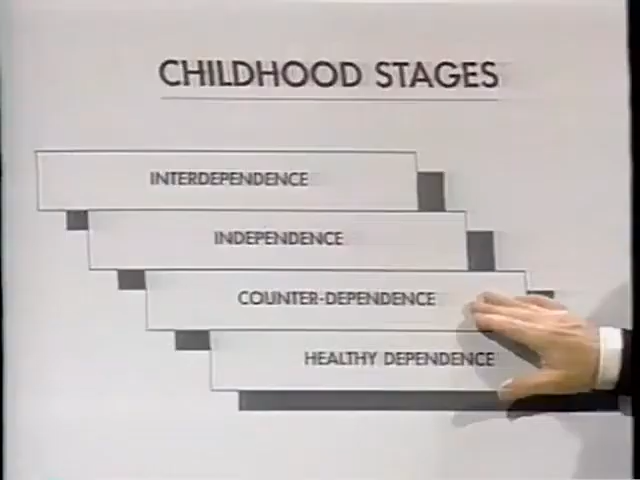 CHILDHOOD STAGES
INTERDEPENDENCE
INDEPENDENCE
COUNTER-DEPENDENCE
HEALTHY DEPENDENCE